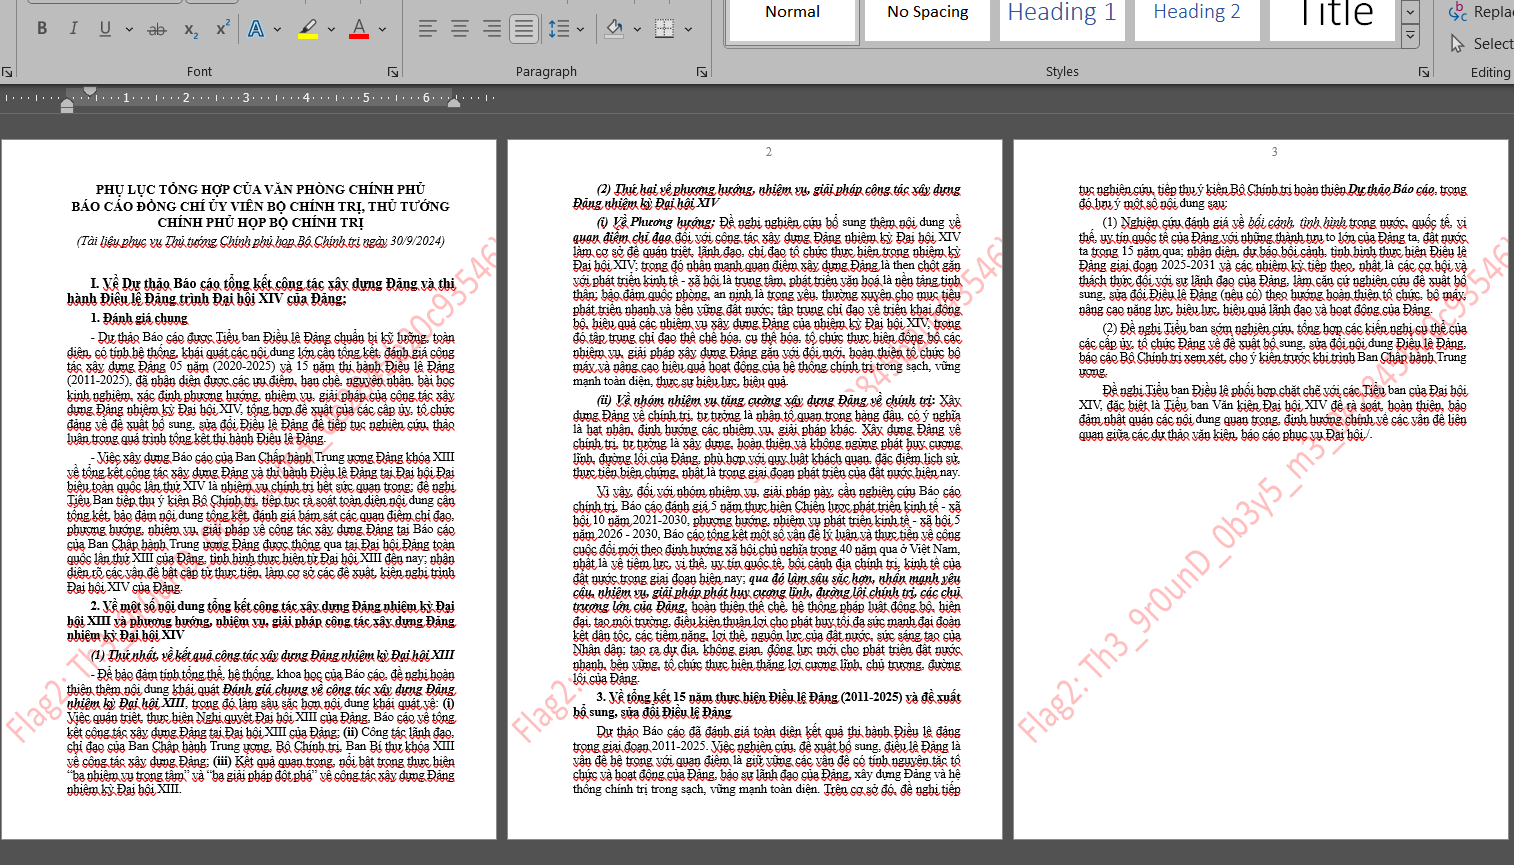 B I U ab x₂ x² A A
Normal
No Spacing
Heading 1
Heading 2
Title
Replac
Select
Font
Paragraph
Styles
Editing
1 2 3 4 5 6
PHỤ LỤC TỔNG HỢP CỦA VĂN PHÒNG CHÍNH PHỦ
BÁO CÁO ĐỒNG CHÍ ỦY VIÊN BỘ CHÍNH TRỊ, THỦ TƯỚNG
CHÍNH PHỦ HỌP BỘ CHÍNH TRỊ
(Tài liệu phục vụ Thủ tướng Chính phủ họp Bộ Chính trị ngày 30/9/2024)
I. Về Dự thảo Báo cáo tổng kết công tác xây dựng Đảng và thi
hành Điều lệ Đảng trình Đại hội XIV của Đảng:
1. Đánh giá chung
- Dự thảo Báo cáo được Tiểu ban Điều lệ Đảng chuẩn bị kỹ lưỡng, toàn
diện, có tính hệ thống, khái quát các nội dung lớn cần tổng kết, đánh giá công
tác xây dựng Đảng 05 năm (2020-2025) và 15 năm thi hành Điều lệ Đảng
(2011-2025), đã nhận diện được các ưu điểm, hạn chế, nguyên nhân, bài học
kinh nghiệm, xác định phương hướng, nhiệm vụ, giải pháp của công tác xây
dựng Đảng nhiệm kỳ Đại hội XIV, tổng hợp đề xuất của các cấp ủy, tổ chức
đảng về đề xuất bổ sung, sửa đổi Điều lệ Đảng để tiếp tục nghiên cứu, thảo
luận trong quá trình tổng kết thi hành Điều lệ Đảng.
- Việc xây dựng Báo cáo của Ban Chấp hành Trung ương Đảng khóa XIII
về tổng kết công tác xây dựng Đảng và thi hành Điều lệ Đảng tại Đại hội Đại
biểu toàn quốc lần thứ XIV là nhiệm vụ chính trị hết sức quan trọng; đề nghị
Tiểu Ban tiếp thu ý kiến Bộ Chính trị, tiếp tục rà soát toàn diện nội dung cần
tổng kết, bảo đảm nội dung tổng kết, đánh giá bám sát các quan điểm chỉ đạo,
phương hướng, nhiệm vụ, giải pháp về công tác xây dựng Đảng tại Báo cáo
của Ban Chấp hành Trung ương Đảng được thông qua tại Đại hội Đảng toàn
quốc lần thứ XIII của Đảng, tình hình thực hiện từ Đại hội XIII đến nay; nhận
diện rõ các vấn đề bất cập từ thực tiễn, làm cơ sở các đề xuất, kiến nghị trình
Đại hội XIV của Đảng.
2. Về một số nội dung tổng kết công tác xây dựng Đảng nhiệm kỳ Đại
hội XIII và phương hướng, nhiệm vụ, giải pháp công tác xây dựng Đảng
nhiệm kỳ Đại hội XIV
(1) Thứ nhất, về kết quả công tác xây dựng Đảng nhiệm kỳ Đại hội XIII
- Để bảo đảm tính tổng thể, hệ thống, khoa học của Báo cáo, đề nghị hoàn
thiện thêm nội dung khái quát Đánh giá chung về công tác xây dựng Đảng
nhiệm kỳ Đại hội XIII, trong đó làm sâu sắc hơn nội dung khái quát về: (i)
Việc quán triệt, thực hiện Nghị quyết Đại hội XIII của Đảng, Báo cáo về tổng
kết công tác xây dựng Đảng tại Đại hội XIII của Đảng; (ii) Công tác lãnh đạo,
chỉ đạo của Ban Chấp hành Trung ương, Bộ Chính trị, Ban Bí thư khóa XIII
về công tác xây dựng Đảng; (iii) Kết quả quan trọng, nổi bật trong thực hiện
“ba nhiệm vụ trọng tâm” và “ba giải pháp đột phá” về công tác xây dựng Đảng
nhiệm kỳ Đại hội XIII.
Flag2:
2
(2) Thứ hai về phương hướng, nhiệm vụ, giải pháp công tác xây dựng
Đảng nhiệm kỳ Đại hội XIV
(i) Về Phương hướng: Đề nghị nghiên cứu bổ sung thêm nội dung về
quan điểm chỉ đạo đối với công tác xây dựng Đảng nhiệm kỳ Đại hội XIV
làm cơ sở để quán triệt, lãnh đạo, chỉ đạo tổ chức thực hiện trong nhiệm kỳ
Đại hội XIV; trong đó nhấn mạnh quan điểm xây dựng Đảng là then chốt gắn
với phát triển kinh tế - xã hội là trung tâm, phát triển văn hoá là nền tảng tinh
thần; bảo đảm quốc phòng, an ninh là trọng yếu, thường xuyên cho mục tiêu
phát triển nhanh và bền vững đất nước; tập trung chỉ đạo về triển khai đồng
bộ, hiệu quả các nhiệm vụ xây dựng Đảng của nhiệm kỳ Đại hội XIV, trong
đó tập trung chỉ đạo thể chế hóa, cụ thể hóa, tổ chức thực hiện đồng bộ các
nhiệm vụ, giải pháp xây dựng Đảng gắn với đổi mới, hoàn thiện tổ chức bộ
máy và nâng cao hiệu quả hoạt động của hệ thống chính trị trong sạch, vững
mạnh toàn diện, thực sự hiệu lực, hiệu quả.
(ii) Về nhóm nhiệm vụ tăng cường xây dựng Đảng về chính trị: Xây
dựng Đảng về chính trị, tư tưởng là nhân tố quan trọng hàng đầu, có ý nghĩa
là hạt nhân, định hướng các nhiệm vụ, giải pháp khác. Xây dựng Đảng về
chính trị, tư tưởng là xây dựng, hoàn thiện và không ngừng phát huy cương
lĩnh, đường lối của Đảng, phù hợp với quy luật khách quan, đặc điểm lịch sử,
thực tiễn biện chứng, nhất là trong giai đoạn phát triển của đất nước hiện nay.
Vì vậy, đối với nhóm nhiệm vụ, giải pháp này, cần nghiên cứu Báo cáo
chính trị, Báo cáo đánh giá 5 năm thực hiện Chiến lược phát triển kinh tế - xã
hội 10 năm 2021-2030, phương hướng, nhiệm vụ phát triển kinh tế - xã hội 5
năm 2026 - 2030, Báo cáo tổng kết một số vấn đề lý luận và thực tiễn về công
cuộc đổi mới theo định hướng xã hội chủ nghĩa trong 40 năm qua ở Việt Nam,
nhất là về tiềm lực, vị thế, uy tín quốc tế, bối cảnh địa chính trị, kinh tế của
đất nước trong giai đoạn hiện nay; qua đó làm sâu sắc hơn, nhấn mạnh yêu
cầu, nhiệm vụ, giải pháp phát huy cương lĩnh, đường lối chính trị, các chủ
trương lớn của Đảng, hoàn thiện thể chế, hệ thống pháp luật đồng bộ, hiện
đại, tạo môi trường, điều kiện thuận lợi cho phát huy tối đa sức mạnh đại đoàn
kết dân tộc, các tiềm năng, lợi thế, nguồn lực của đất nước, sức sáng tạo của
Nhân dân; tạo ra dư địa, không gian, động lực mới cho phát triển đất nước
nhanh, bền vững, tổ chức thực hiện thắng lợi cương lĩnh, chủ trương, đường
lối của Đảng.
3. Về tổng kết 15 năm thực hiện Điều lệ Đảng (2011-2025) và đề xuất
bổ sung, sửa đổi Điều lệ Đảng
Dự thảo Báo cáo đã đánh giá toàn diện kết quả thi hành Điều lệ đảng
trong giai đoạn 2011-2025. Việc nghiên cứu, đề xuất bổ sung, điều lệ Đảng là
vấn đề hệ trọng với quan điểm là giữ vững các vấn đề có tính nguyên tắc tổ
chức và hoạt động của Đảng, bảo sự lãnh đạo của Đảng, xây dựng Đảng và hệ
thống chính trị trong sạch, vững mạnh toàn diện. Trên cơ sở đó, đề nghị tiếp
Flag2:
3
tục nghiên cứu, tiếp thu ý kiến Bộ Chính trị hoàn thiện Dự thảo Báo cáo, trong
đó lưu ý một số nội dung sau:
(1) Nghiên cứu đánh giá về bối cảnh, tình hình trong nước, quốc tế, vị
thế, uy tín quốc tế của Đảng với những thành tựu to lớn của Đảng ta, đất nước
ta trong 15 năm qua; nhận diện, dự báo bối cảnh, tình hình thực hiện Điều lệ
Đảng giai đoạn 2025-2031 và các nhiệm kỳ tiếp theo, nhất là các cơ hội và
thách thức đối với sự lãnh đạo của Đảng, làm căn cứ nghiên cứu đề xuất bổ
sung, sửa đổi Điều lệ Đảng (nếu có) theo hướng hoàn thiện tổ chức, bộ máy,
nâng cao năng lực, hiệu lực, hiệu quả lãnh đạo và hoạt động của Đảng.
(2) Đề nghị Tiểu ban sớm nghiên cứu, tổng hợp các kiến nghị cụ thể của
các cấp ủy, tổ chức Đảng về đề xuất bổ sung, sửa đổi nội dung Điều lệ Đảng,
báo cáo Bộ Chính trị xem xét, cho ý kiến trước khi trình Ban Chấp hành Trung
ương.
Đề nghị Tiểu ban Điều lệ phối hợp chặt chẽ với các Tiểu ban của Đại hội
XIV, đặc biệt là Tiểu ban Văn kiện Đại hội XIV để rà soát, hoàn thiện, bảo
đảm nhất quán các nội dung quan trọng, định hướng chính về các vấn đề liên
quan giữa các dự thảo văn kiện, báo cáo phục vụ Đại hội./.
Flag2: Th3_9r0unD_0b3y5_m3_